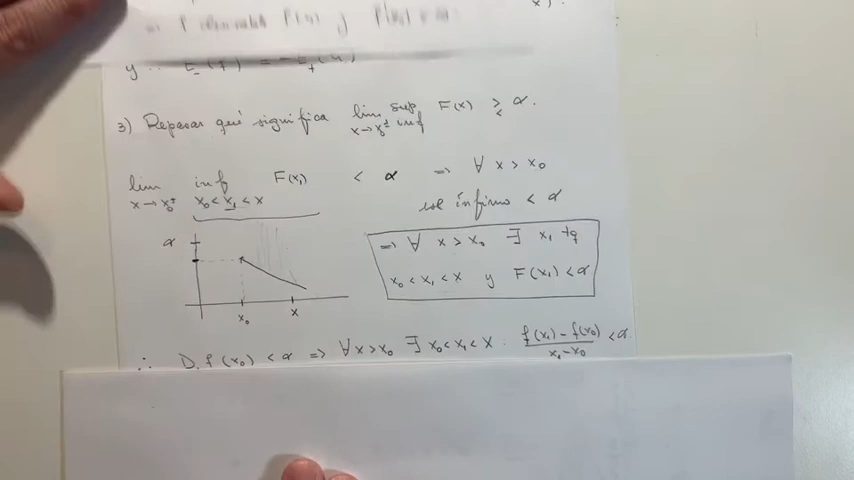 y
3) Repasar qué significa lim sup inf x→x₀± F(x) ≷ α.
lim inf F(x₁) < α ⇒ ∀ x > x₀
x→x₀⁺ x₀<x₁<x el ínfimo < α
α
⇒ ∀ x > x₀ ∃ x₁ tq
x₀ < x₁ < x y F(x₁) < α
x₀ x
∴ D₊f(x₀) < α ⇒ ∀x>x₀ ∃ x₀<x₁<x : (f(x₁) − f(x₀))/(x₁−x₀) < α